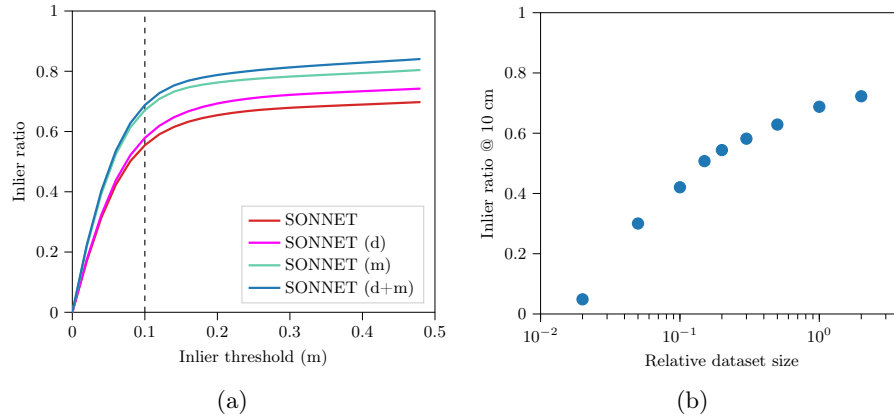 1
0.8
0.6
0.4
0.2
0
Inlier ratio
0
0.1
0.2
0.3
0.4
0.5
Inlier threshold (m)
SONNET
SONNET (d)
SONNET (m)
SONNET (d+m)
(a)
1
0.8
0.6
0.4
0.2
0
Inlier ratio @ 10 cm
10⁻²
10⁻¹
10⁰
Relative dataset size
(b)